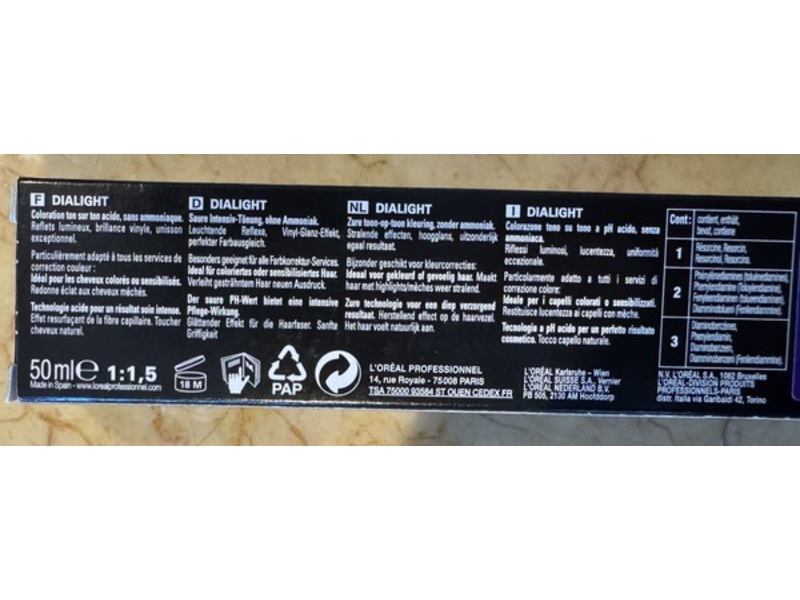 F DIALIGHT
Coloration ton sur ton acide, sans ammoniaque.
Reflets lumineux, brillance vinyle, unisson
exceptionnel.
Particulièrement adapté à tous les services de
correction couleur :
Idéal pour les cheveux colorés ou sensibilisés.
Redonne éclat aux cheveux méchés.
Technologie acide pour un résultat soin intense.
Effet resurfaçant de la fibre capillaire. Toucher
cheveux naturel.
D DIALIGHT
Saure Intensiv-Tönung, ohne Ammoniak.
Leuchtende Reflexe, Vinyl-Glanz-Effekt,
perfekter Farbausgleich.
Besonders geeignet für alle Farbkorrektur-Services.
Ideal für coloriertes oder sensibilisiertes Haar.
Verleiht gesträhntem Haar neuen Ausdruck.
Der saure PH-Wert bietet eine intensive
Pflege-Wirkung.
Glättender Effekt für die Haarfaser. Sanfte
Griffigkeit
NL DIALIGHT
Zure toon-op-toon kleuring, zonder ammoniak.
Stralende effecten, hoogglans, uitzonderlijk
egaal resultaat.
Bijzonder geschikt voor kleurcorrecties:
Ideaal voor gekleurd of gevoelig haar. Maakt
haar met highlights/mèches weer stralend.
Zure technologie voor een diep verzorgend
resultaat. Herstellend effect op de haarvezel.
Het haar voelt natuurlijk aan.
I DIALIGHT
Colorazione tono su tono a pH acido, senza
ammoniaca.
Riflessi luminosi, lucentezza, uniformità
eccezionale.
Particolarmente adatto a tutti i servizi di
correzione colore:
Ideale per i capelli colorati o sensibilizzati.
Restituisce lucentezza ai capelli con mèche.
Tecnologia a pH acido per un perfetto risultato
cosmetico. Tocco capello naturale.
Cont : contient, enthält,
bevat, contiene
1 Résorcine, Resorcin,
Resorcinol, Resorcina.
2 Phénylènediamines (toluènediamines),
Phenylendiamine (Toluylendiamine),
Fenyleendiaminen (tolueendiaminen),
Diamminotolueni (Fenilendiammine).
3 Diaminobenzènes,
Phenylendiamin,
Diaminobenzenen,
Diamminobenzeni (Fenilendiammine).
50ml e 1:1,5
Made in Spain - www.lorealprofessionnel.com
18 M
PAP
L'ORÉAL PROFESSIONNEL
14, rue Royale - 75008 PARIS
TSA 75000 93584 ST OUEN CEDEX FR
L'ORÉAL Karlsruhe – Wien
L'ORÉAL SUISSE S.A., Vernier
L'ORÉAL NEDERLAND B.V.
PB 505, 2130 AM Hoofddorp
N.V. L'ORÉAL S.A., 1082 Bruxelles
L'ORÉAL-DIVISION PRODUITS
PROFESSIONNELS-PARIS
distr. Italia via Garibaldi 42, Torino